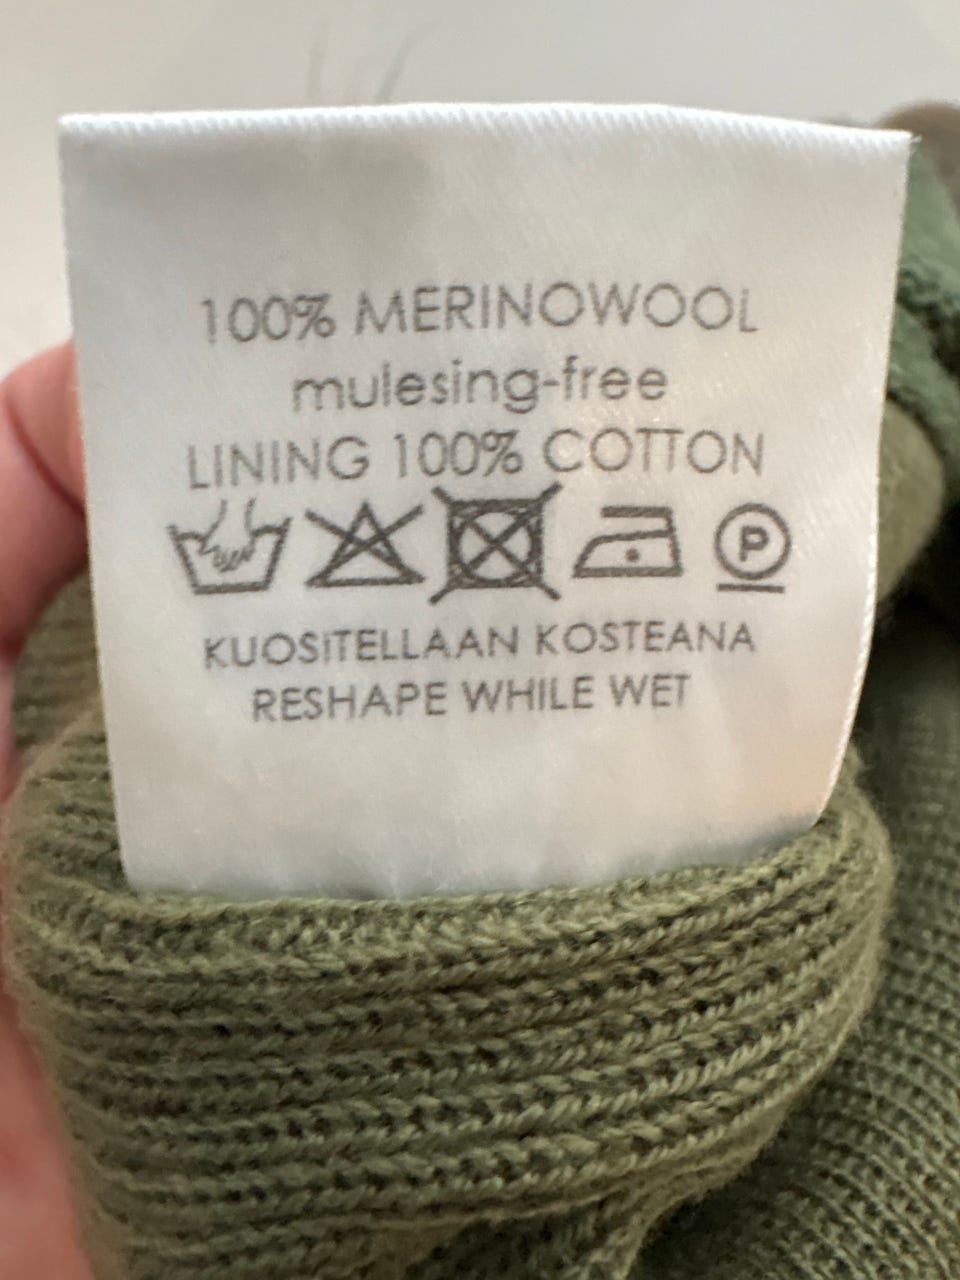 100% MERINOWOOL
mulesing-free
LINING 100% COTTON
P
KUOSITELLAAN KOSTEANA
RESHAPE WHILE WET